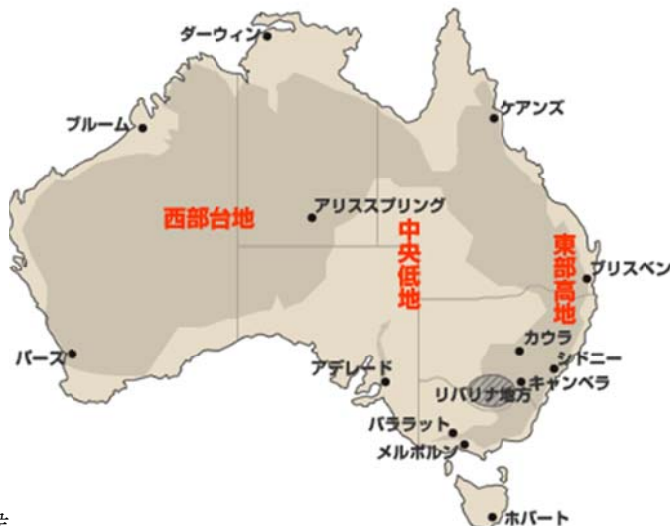 ダーウィン
ケアンズ
ブルーム
アリススプリング
西部台地
中央低地
東部高地
ブリスベン
カウラ
シドニー
パース
アデレード
キャンベラ
リバリナ地方
バララット
メルボルン
ホバート